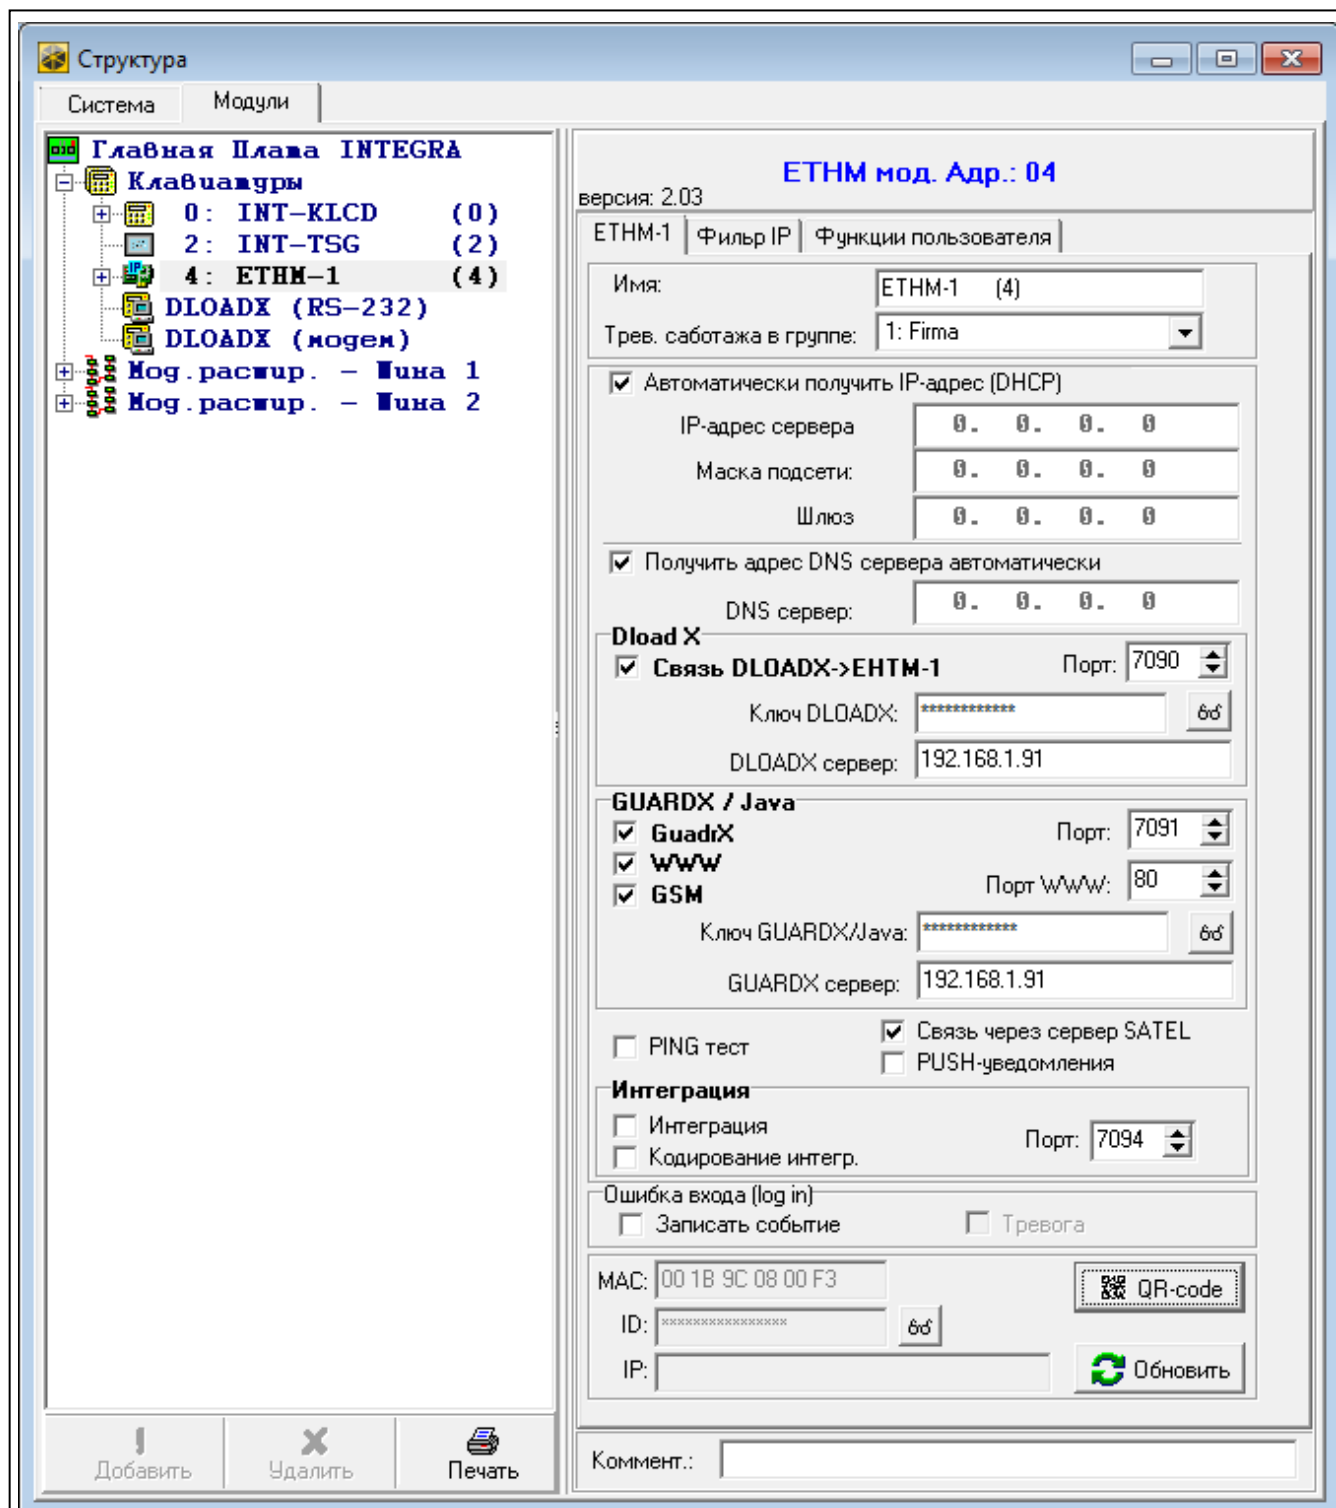 Структура
Система Модули
Главная Плата INTEGRA
Клавиатуры
0: INT-KLCD (0)
2: INT-TSG (2)
4: ETHM-1 (4)
DLOADX (RS-232)
DLOADX (модем)
Мод.расшир. - Шина 1
Мод.расшир. - Шина 2
Добавить Удалить Печать
ETHM мод. Адр.: 04
версия: 2.03
ETHM-1 Фильр IP Функции пользователя
Имя: ETHM-1 (4)
Трев. саботажа в группе: 1: Firma
Автоматически получить IP-адрес (DHCP)
IP-адрес сервера 0. 0. 0. 0
Маска подсети: 0. 0. 0. 0
Шлюз 0. 0. 0. 0
Получить адрес DNS сервера автоматически
DNS сервер: 0. 0. 0. 0
Dload X
Связь DLOADX->EHTM-1 Порт: 7090
Ключ DLOADX: ************
DLOADX сервер: 192.168.1.91
GUARDX / Java
GuadrX Порт: 7091
WWW
GSM Порт WWW: 80
Ключ GUARDX/Java: ************
GUARDX сервер: 192.168.1.91
PING тест Связь через сервер SATEL
PUSH-уведомления
Интеграция
Интеграция Порт: 7094
Кодирование интегр.
Ошибка входа (log in)
Записать событие Тревога
MAC: 00 1B 9C 08 00 F3 QR-code
ID: ****************
IP: Обновить
Коммент.: